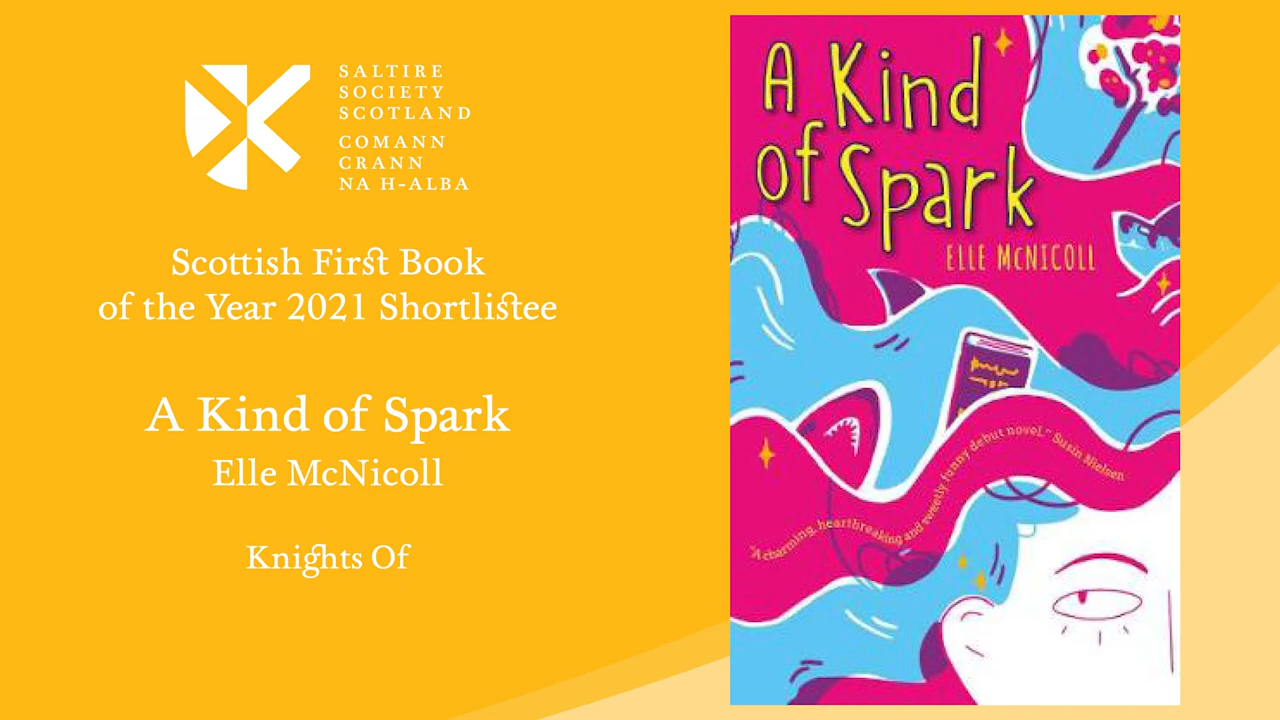 SALTIRE
SOCIETY
SCOTLAND
COMANN
CRANN
NA H-ALBA
Scottish First Book
of the Year 2021 Shortlistee
A Kind of Spark
Elle McNicoll
Knights Of
A Kind
of Spark
ELLE McNICOLL
"A charming, heartbreaking and sweetly funny debut novel." Susin Nielsen